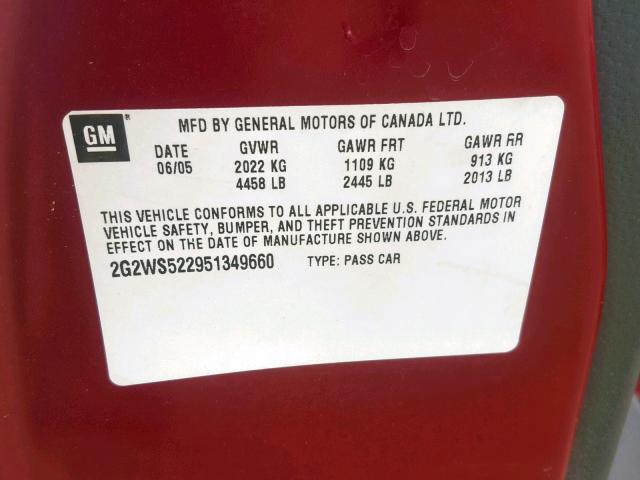 GM
MFD BY GENERAL MOTORS OF CANADA LTD.
DATE GVWR GAWR FRT GAWR RR
06/05 2022 KG 1109 KG 913 KG
4458 LB 2445 LB 2013 LB
THIS VEHICLE CONFORMS TO ALL APPLICABLE U.S. FEDERAL MOTOR
VEHICLE SAFETY, BUMPER, AND THEFT PREVENTION STANDARDS IN
EFFECT ON THE DATE OF MANUFACTURE SHOWN ABOVE.
2G2WS522951349660 TYPE: PASS CAR